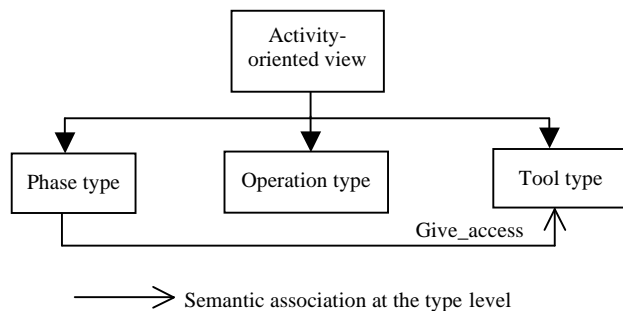 Activity-
oriented view
Phase type
Operation type
Tool type
Give_access
Semantic association at the type level